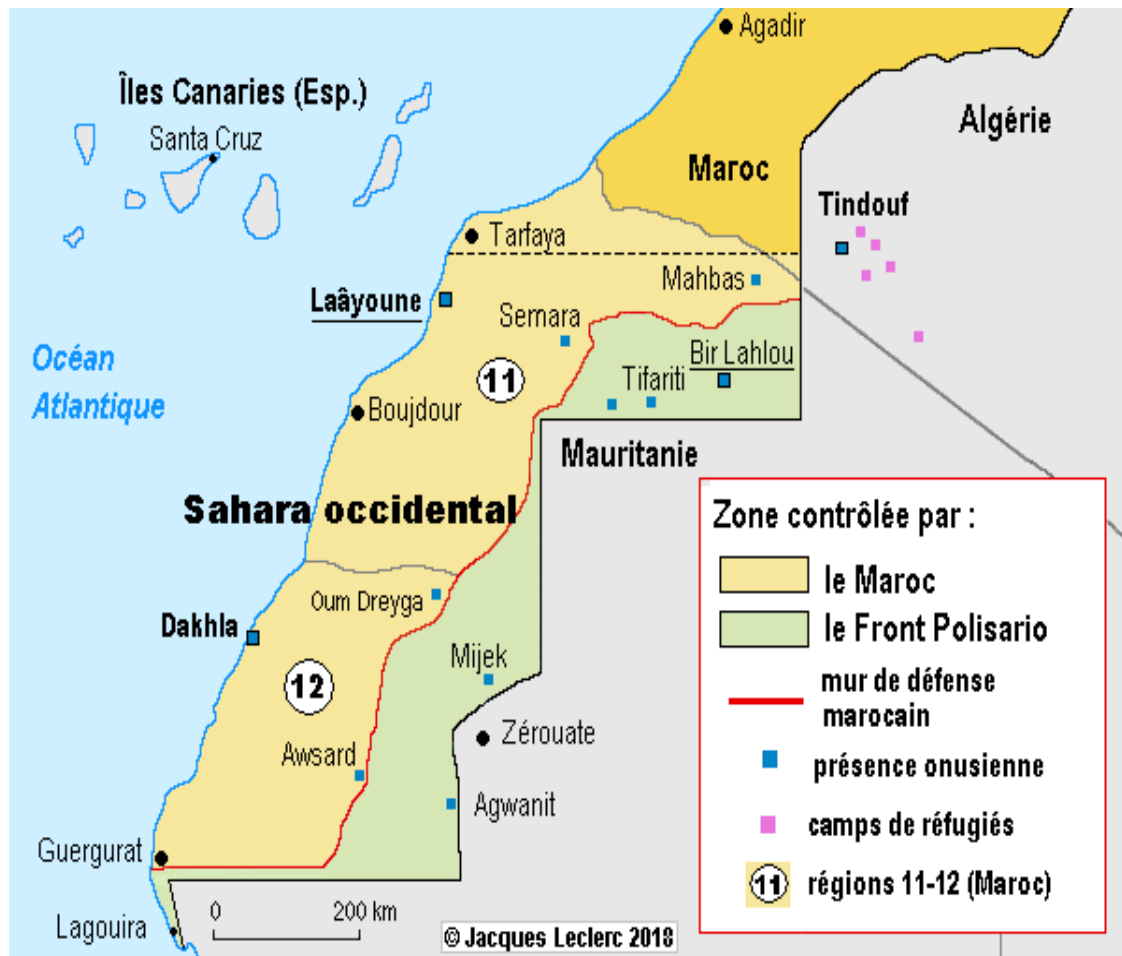 Agadir
Îles Canaries (Esp.)
Santa Cruz
Algérie
Maroc
Tindouf
Tarfaya
Mahbas
Laâyoune
Semara
Bir Lahlou
Océan
Atlantique
11
Tifariti
Boujdour
Mauritanie
Sahara occidental
Oum Dreyga
Dakhla
Mijek
12
Zérouate
Awsard
Agwanit
Guergurat
Lagouira
0 200 km
© Jacques Leclerc 2018
Zone contrôlée par :
le Maroc
le Front Polisario
mur de défense
marocain
présence onusienne
camps de réfugiés
11 régions 11-12 (Maroc)